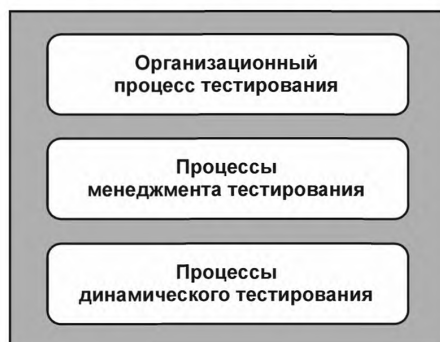 Организационный
процесс тестирования
Процессы
менеджмента тестирования
Процессы
динамического тестирования